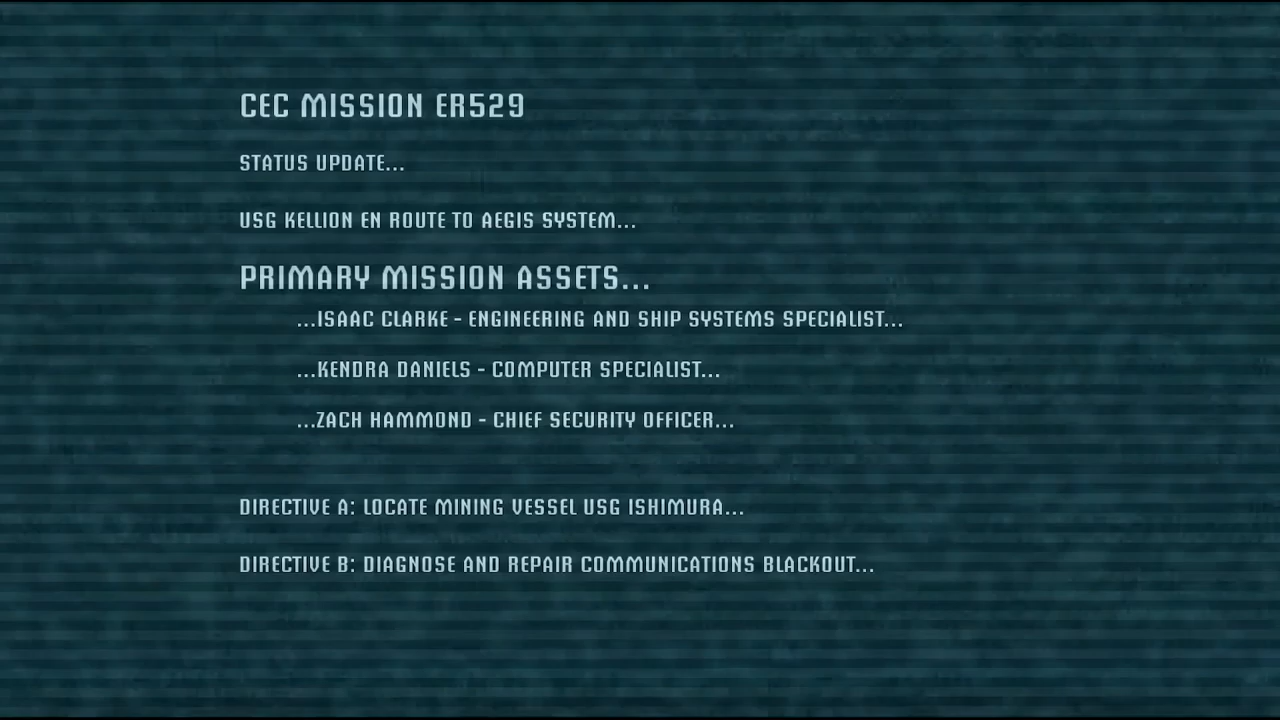 CEC MISSION ER529
STATUS UPDATE...
USG KELLION EN ROUTE TO AEGIS SYSTEM...
PRIMARY MISSION ASSETS...
...ISAAC CLARKE - ENGINEERING AND SHIP SYSTEMS SPECIALIST...
...KENDRA DANIELS - COMPUTER SPECIALIST...
...ZACH HAMMOND - CHIEF SECURITY OFFICER...
DIRECTIVE A: LOCATE MINING VESSEL USG ISHIMURA...
DIRECTIVE B: DIAGNOSE AND REPAIR COMMUNICATIONS BLACKOUT...